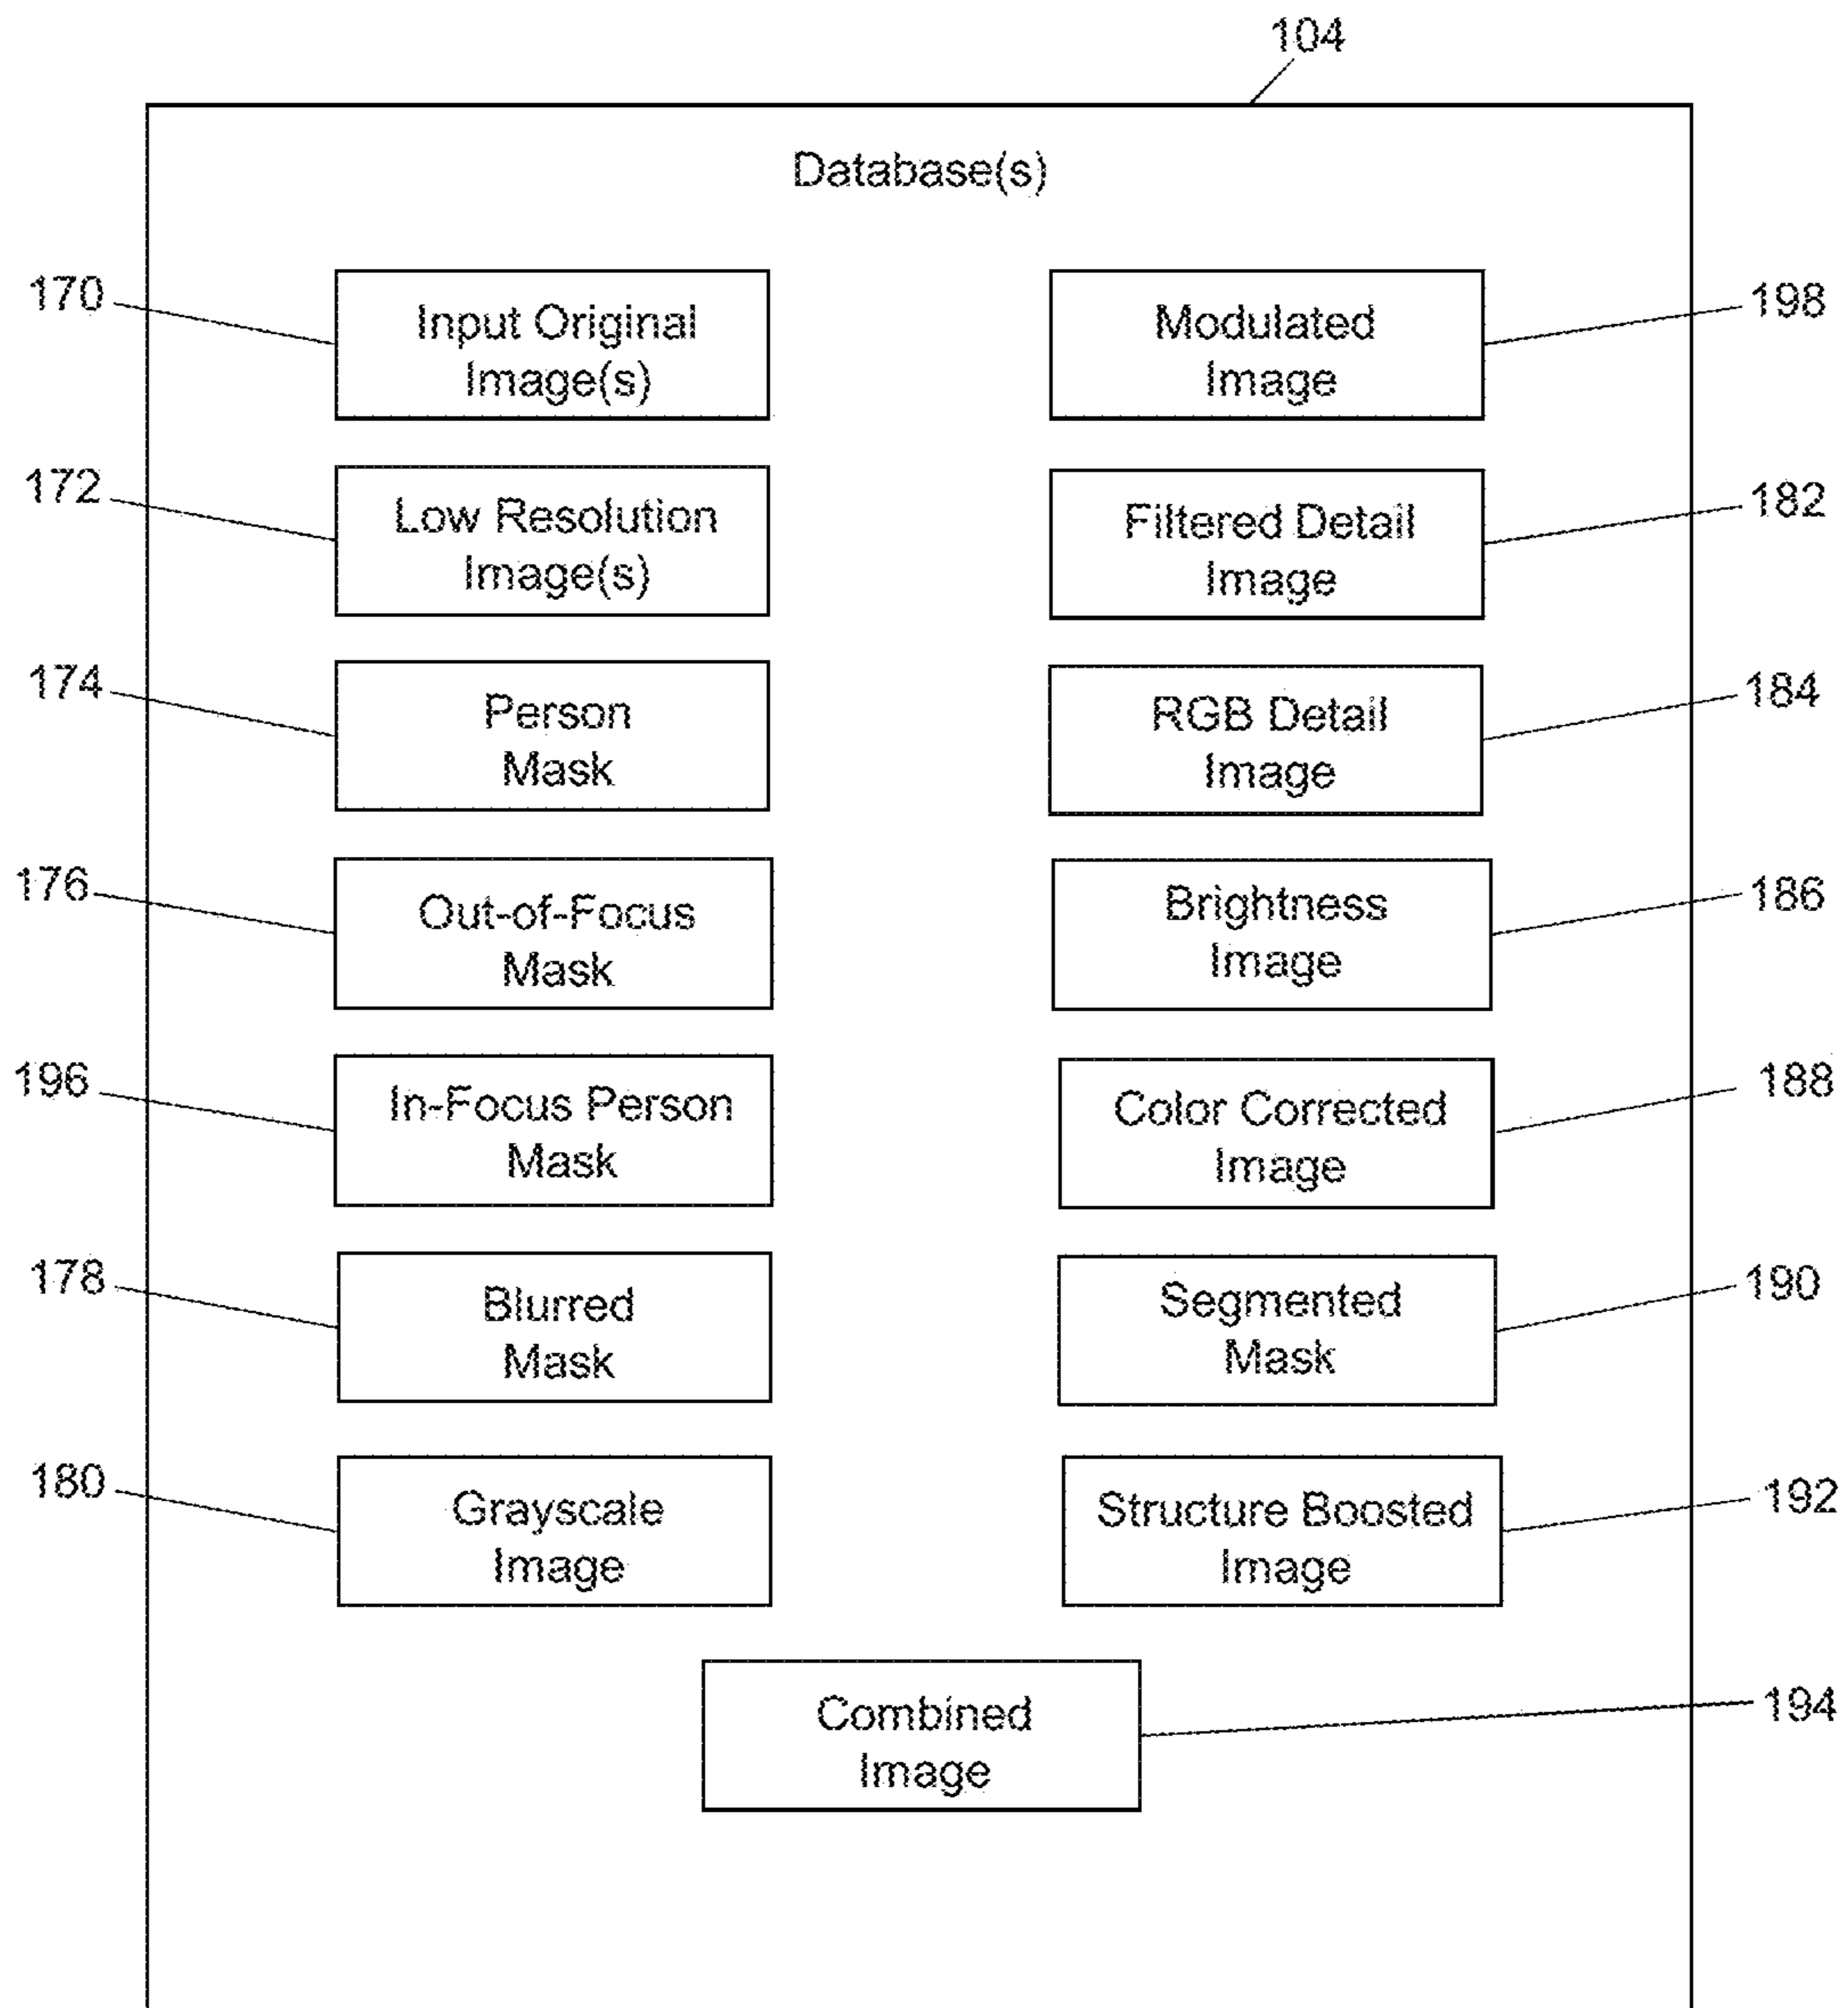 104
Database(s)
170
Input Original
Image(s)
172
Low Resolution
Image(s)
174
Person
Mask
176
Out-of-Focus
Mask
196
In-Focus Person
Mask
178
Blurred
Mask
180
Grayscale
Image
Modulated
Image
198
Filtered Detail
Image
182
RGB Detail
Image
184
Brightness
Image
186
Color Corrected
Image
188
Segmented
Mask
190
Structure Boosted
Image
192
Combined
Image
194